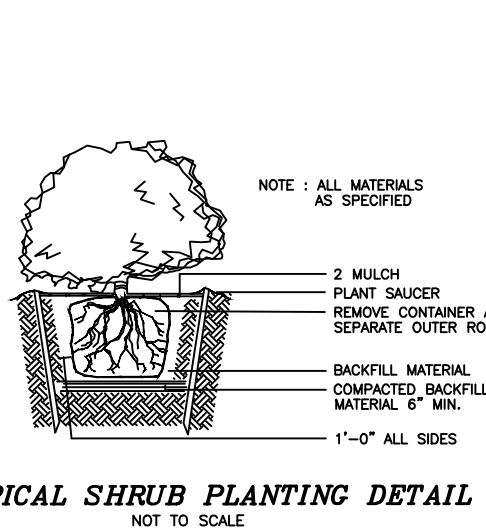 NOTE : ALL MATERIALS
AS SPECIFIED
2 MULCH
PLANT SAUCER
REMOVE CONTAINER
SEPARATE OUTER
BACKFILL MATERIAL
COMPACTED BACKFILL
MATERIAL 6" MIN.
1'-0" ALL SIDES
SHRUB PLANTING DETAIL
NOT TO SCALE